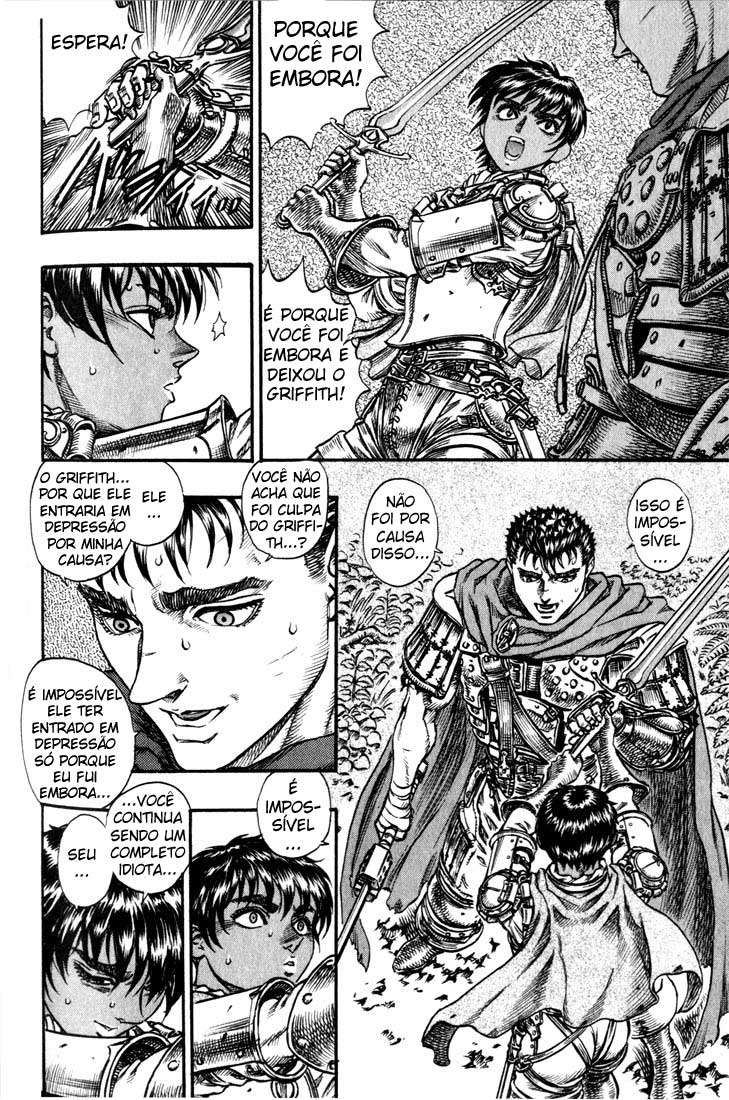 PORQUE
VOCÊ FOI
EMBORA!
É PORQUE
VOCÊ FOI
EMBORA E
DEIXOU O
GRIFFITH!
ESPERA!
ISSO É
IMPOS-
SÍVEL
...
NÃO
FOI POR
CAUSA
DISSO...
VOCÊ NÃO
ACHA QUE
FOI CULPA
DO GRIFFI-
TH...?
ELE
...
O GRIFFITH...
POR QUE ELE
ENTRARIA EM
DEPRESSÃO
POR MINHA
CAUSA?
É IMPOSSÍVEL
ELE TER
ENTRADO EM
DEPRESSÃO
SÓ PORQUE
EU FUI
EMBORA...
É
IMPOS-
SÍVEL
...
...VOCÊ
CONTINUA
SENDO UM
COMPLETO
IDIOTA...
SEU
...